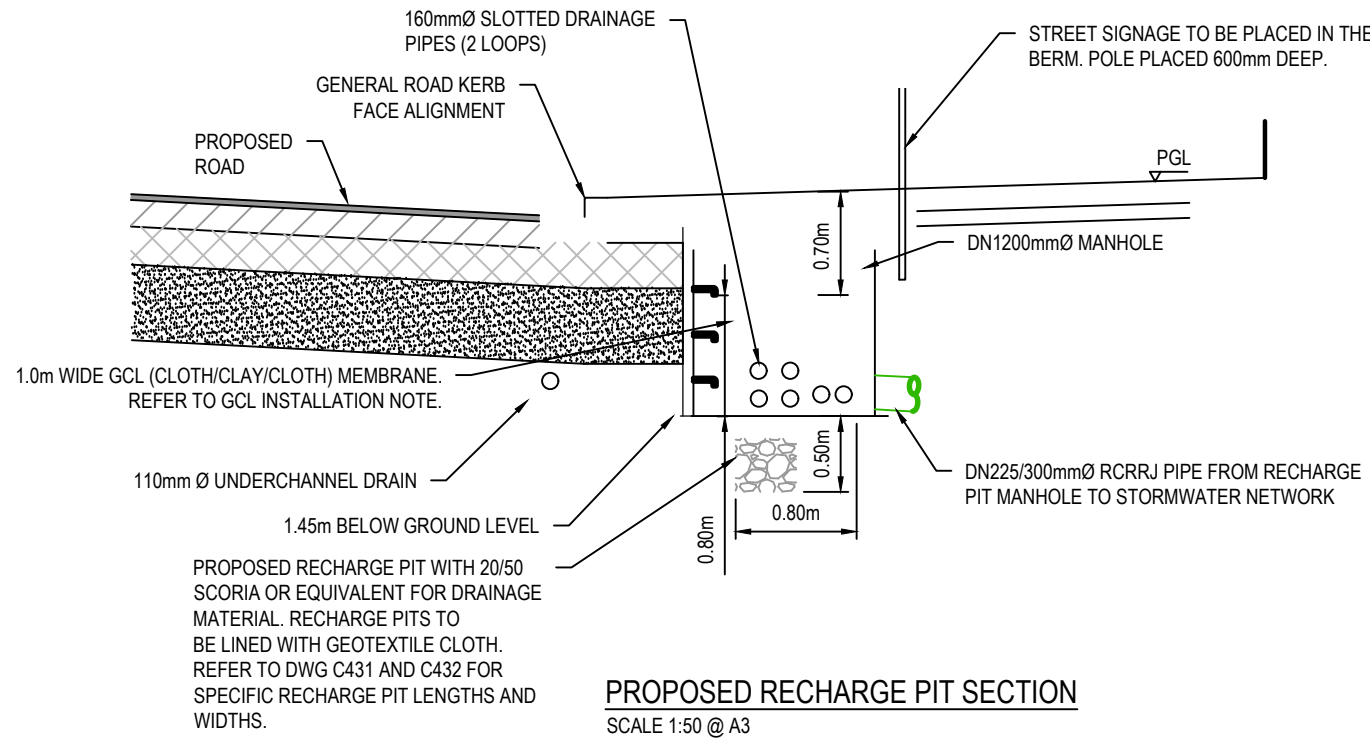 160mmØ SLOTTED DRAINAGE
PIPES (2 LOOPS)
STREET SIGNAGE TO BE PLACED IN THE
BERM. POLE PLACED 600mm DEEP.
GENERAL ROAD KERB
FACE ALIGNMENT
PROPOSED
ROAD
PGL
0.70m
DN1200mmØ MANHOLE
1.0m WIDE GCL (CLOTH/CLAY/CLOTH) MEMBRANE.
REFER TO GCL INSTALLATION NOTE.
110mm Ø UNDERCHANNEL DRAIN
0.50m
DN225/300mmØ RCRRJ PIPE FROM RECHARGE
PIT MANHOLE TO STORMWATER NETWORK
0.80m
1.45m BELOW GROUND LEVEL
0.80m
PROPOSED RECHARGE PIT WITH 20/50
SCORIA OR EQUIVALENT FOR DRAINAGE
MATERIAL. RECHARGE PITS TO
BE LINED WITH GEOTEXTILE CLOTH.
REFER TO DWG C431 AND C432 FOR
SPECIFIC RECHARGE PIT LENGTHS AND
WIDTHS.
PROPOSED RECHARGE PIT SECTION
SCALE 1:50 @ A3